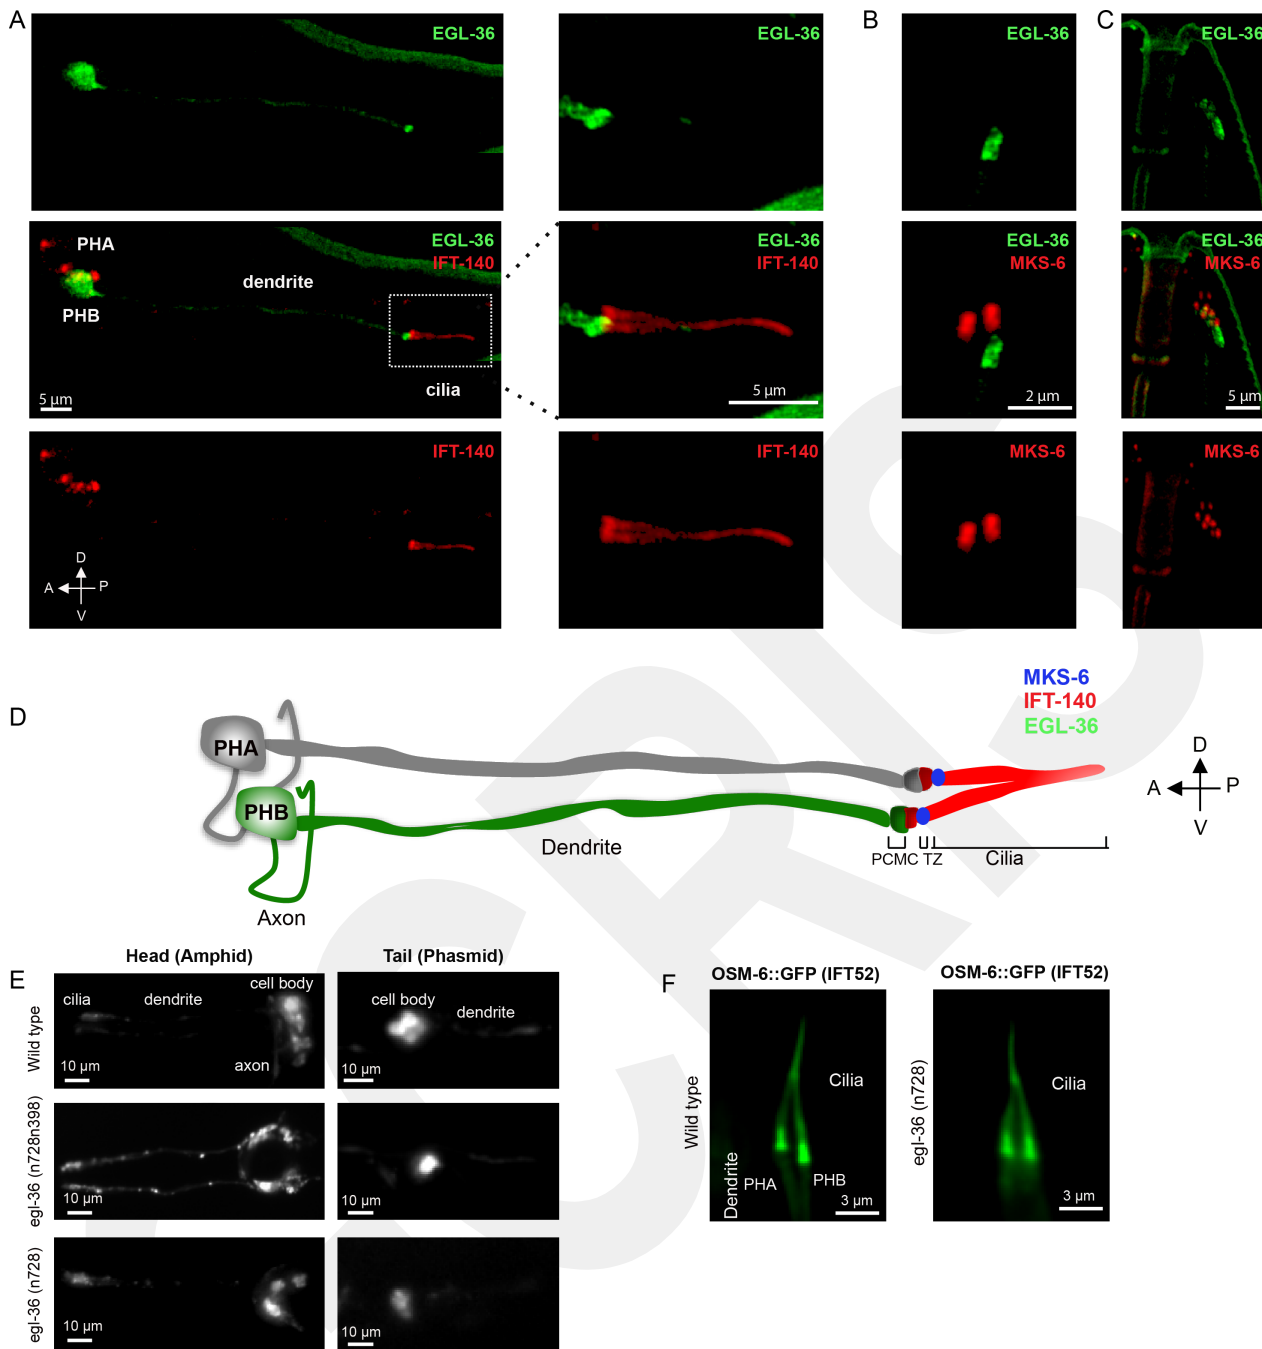 A
EGL-36
EGL-36
B
EGL-36
C
EGL-36
PHA
PHB
dendrite
EGL-36
IFT-140
cilia
5 µm
EGL-36
IFT-140
5 µm
EGL-36
MKS-6
2 µm
EGL-36
MKS-6
5 µm
IFT-140
D
A
P
V
IFT-140
MKS-6
MKS-6
D
MKS-6
IFT-140
EGL-36
PHA
PHB
Dendrite
Axon
PCMC TZ
Cilia
D
A
P
V
E
Head (Amphid)
Tail (Phasmid)
Wild type
cilia
dendrite
cell body
axon
10 µm
cell body
dendrite
10 µm
egl-36 (n728n398)
10 µm
10 µm
egl-36 (n728)
10 µm
10 µm
F
OSM-6::GFP (IFT52)
OSM-6::GFP (IFT52)
Wild type
Cilia
Dendrite
PHA
PHB
3 µm
egl-36 (n728)
Cilia
3 µm
CRIS